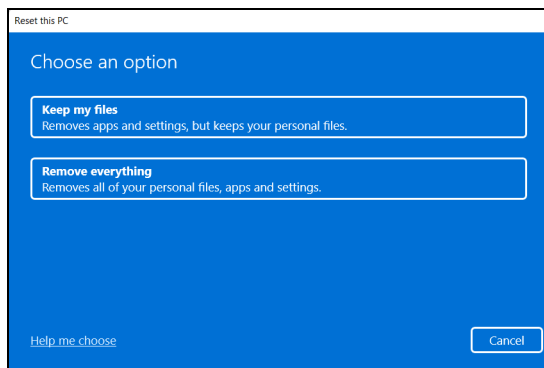 Reset this PC
Choose an option
Keep my files
Removes apps and settings, but keeps your personal files.
Remove everything
Removes all of your personal files, apps and settings.
Help me choose
Cancel